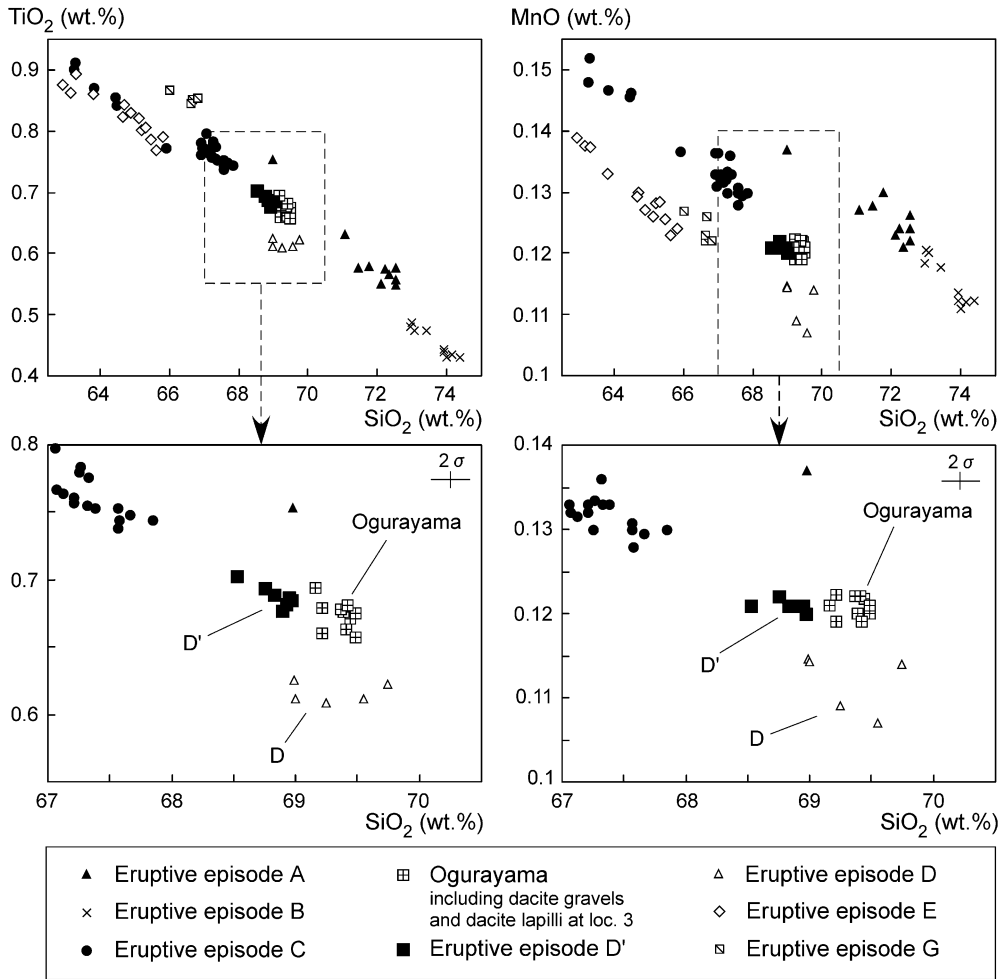 TiO2 (wt.%)
0.9
0.8
0.7
0.6
0.5
0.4
64 66 68 70 72 74
SiO2 (wt.%)
MnO (wt.%)
0.15
0.14
0.13
0.12
0.11
0.1
64 66 68 70 72 74
SiO2 (wt.%)
0.8
0.7
0.6
2 σ
Ogurayama
D'
D
67 68 69 70
SiO2 (wt.%)
0.14
0.13
0.12
0.11
0.1
2 σ
Ogurayama
D'
D
67 68 69 70
SiO2 (wt.%)
Eruptive episode A
Eruptive episode B
Eruptive episode C
Ogurayama
including dacite gravels
and dacite lapilli at loc. 3
Eruptive episode D'
Eruptive episode D
Eruptive episode E
Eruptive episode G